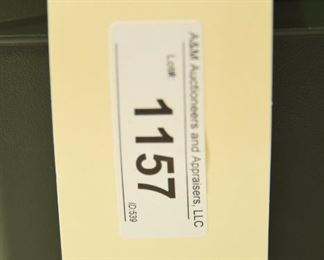 A&M Auctioneers and Appraisers, LLC
Lot#:
1157
ID:539